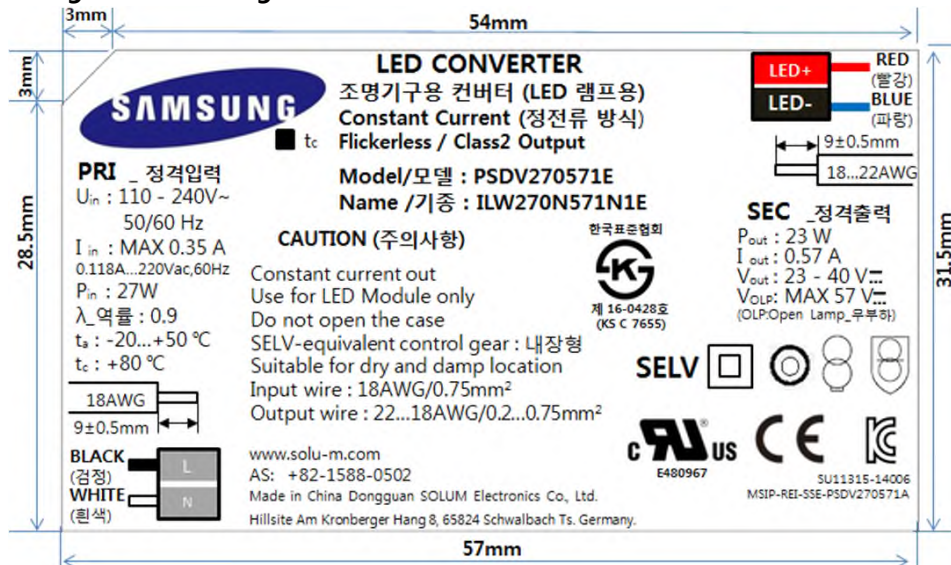 3mm
54mm
3mm
28.5mm
31.5mm
57mm
SAMSUNG
LED CONVERTER
조명기구용 컨버터 (LED 램프용)
Constant Current (정전류 방식)
tc Flickerless / Class2 Output
Model/모델 : PSDV270571E
Name /기종 : ILW270N571N1E
LED+
LED-
RED
(빨강)
BLUE
(파랑)
9±0.5mm
18...22AWG
PRI _ 정격입력
Uin : 110 - 240V~
50/60 Hz
I in : MAX 0.35 A
0.118A...220Vac,60Hz
Pin : 27W
λ_역률 : 0.9
ta : -20...+50 ℃
tc : +80 ℃
18AWG
9±0.5mm
BLACK
(검정)
WHITE
(흰색)
L
N
CAUTION (주의사항)
Constant current out
Use for LED Module only
Do not open the case
SELV-equivalent control gear : 내장형
Suitable for dry and damp location
Input wire : 18AWG/0.75mm²
Output wire : 22...18AWG/0.2...0.75mm²
www.solu-m.com
AS: +82-1588-0502
Made in China Dongguan SOLUM Electronics Co., Ltd.
Hillsite Am Kronberger Hang 8, 65824 Schwalbach Ts. Germany.
한국표준협회
제 16-0428호
(KS C 7655)
SEC _정격출력
Pout : 23 W
I out : 0.57 A
Vout : 23 - 40 V⎓
VOLP: MAX 57 V⎓
(OLP:Open Lamp_무부하)
SELV
c RU® US
E480967
CE
SU11315-14006
MSIP-REI-SSE-PSDV270571A